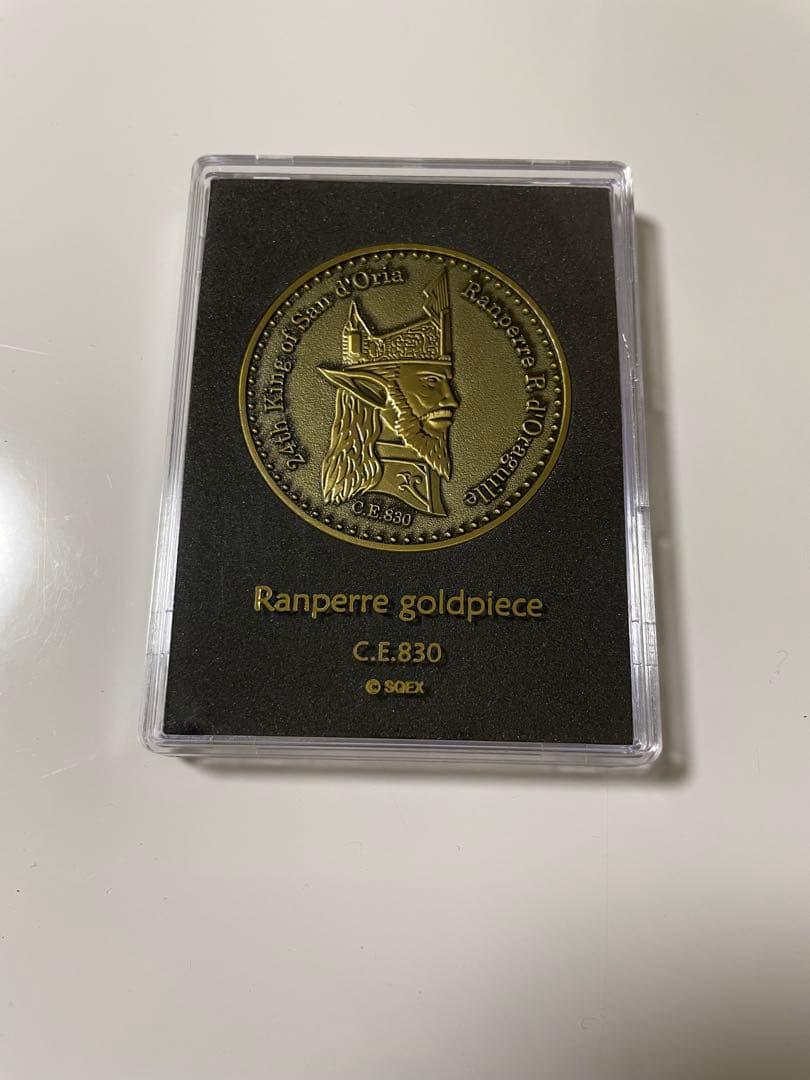 24th King of San d'Oria
Ranperre R d'Oraguille
C.E.830
Ranperre goldpiece
C.E.830
© SQEX